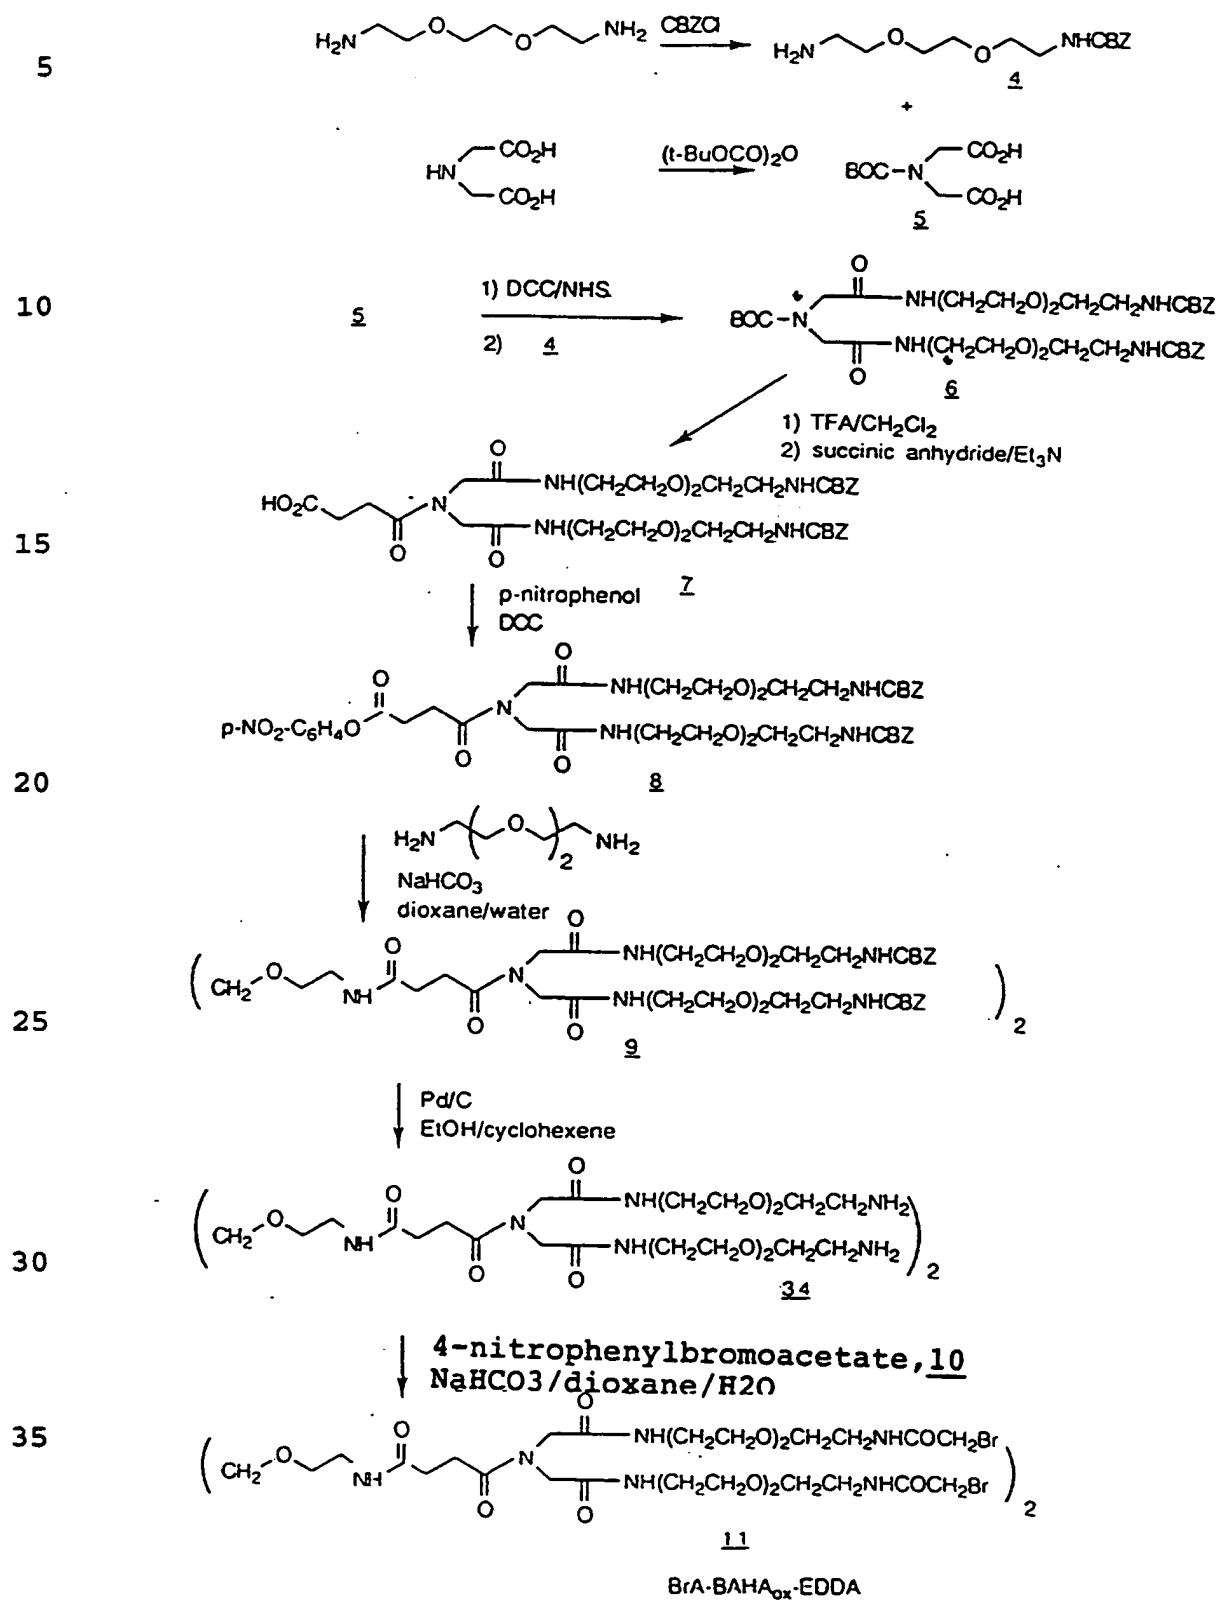 5
H₂N O O NH₂ CBZCl H₂N O O NHCBZ
4
+
HN CO₂H CO₂H (t-BuOCO)₂O BOC-N CO₂H CO₂H
5
10
5 1) DCC/NHS. 2) 4
O
BOC-N NH(CH₂CH₂O)₂CH₂CH₂NHCBZ
NH(CH₂CH₂O)₂CH₂CH₂NHCBZ
O
6
1) TFA/CH₂Cl₂
2) succinic anhydride/Et₃N
O
HO₂C N NH(CH₂CH₂O)₂CH₂CH₂NHCBZ
NH(CH₂CH₂O)₂CH₂CH₂NHCBZ
O O
15
7
p-nitrophenol
DCC
O O
p-NO₂-C₆H₄O N NH(CH₂CH₂O)₂CH₂CH₂NHCBZ
NH(CH₂CH₂O)₂CH₂CH₂NHCBZ
O O
20
8
H₂N ( O )₂ NH₂
NaHCO₃
dioxane/water
O O
( CH₂ O NH N NH(CH₂CH₂O)₂CH₂CH₂NHCBZ
NH(CH₂CH₂O)₂CH₂CH₂NHCBZ )₂
O O
25
9
Pd/C
EtOH/cyclohexene
O O
( CH₂ O NH N NH(CH₂CH₂O)₂CH₂CH₂NH₂
NH(CH₂CH₂O)₂CH₂CH₂NH₂ )₂
O O
30
34
4-nitrophenylbromoacetate,10
NaHCO3/dioxane/H2O
O O
35
( CH₂ O NH N NH(CH₂CH₂O)₂CH₂CH₂NHCOCH₂Br
NH(CH₂CH₂O)₂CH₂CH₂NHCOCH₂Br )₂
O O
11
BrA-BAHAox-EDDA